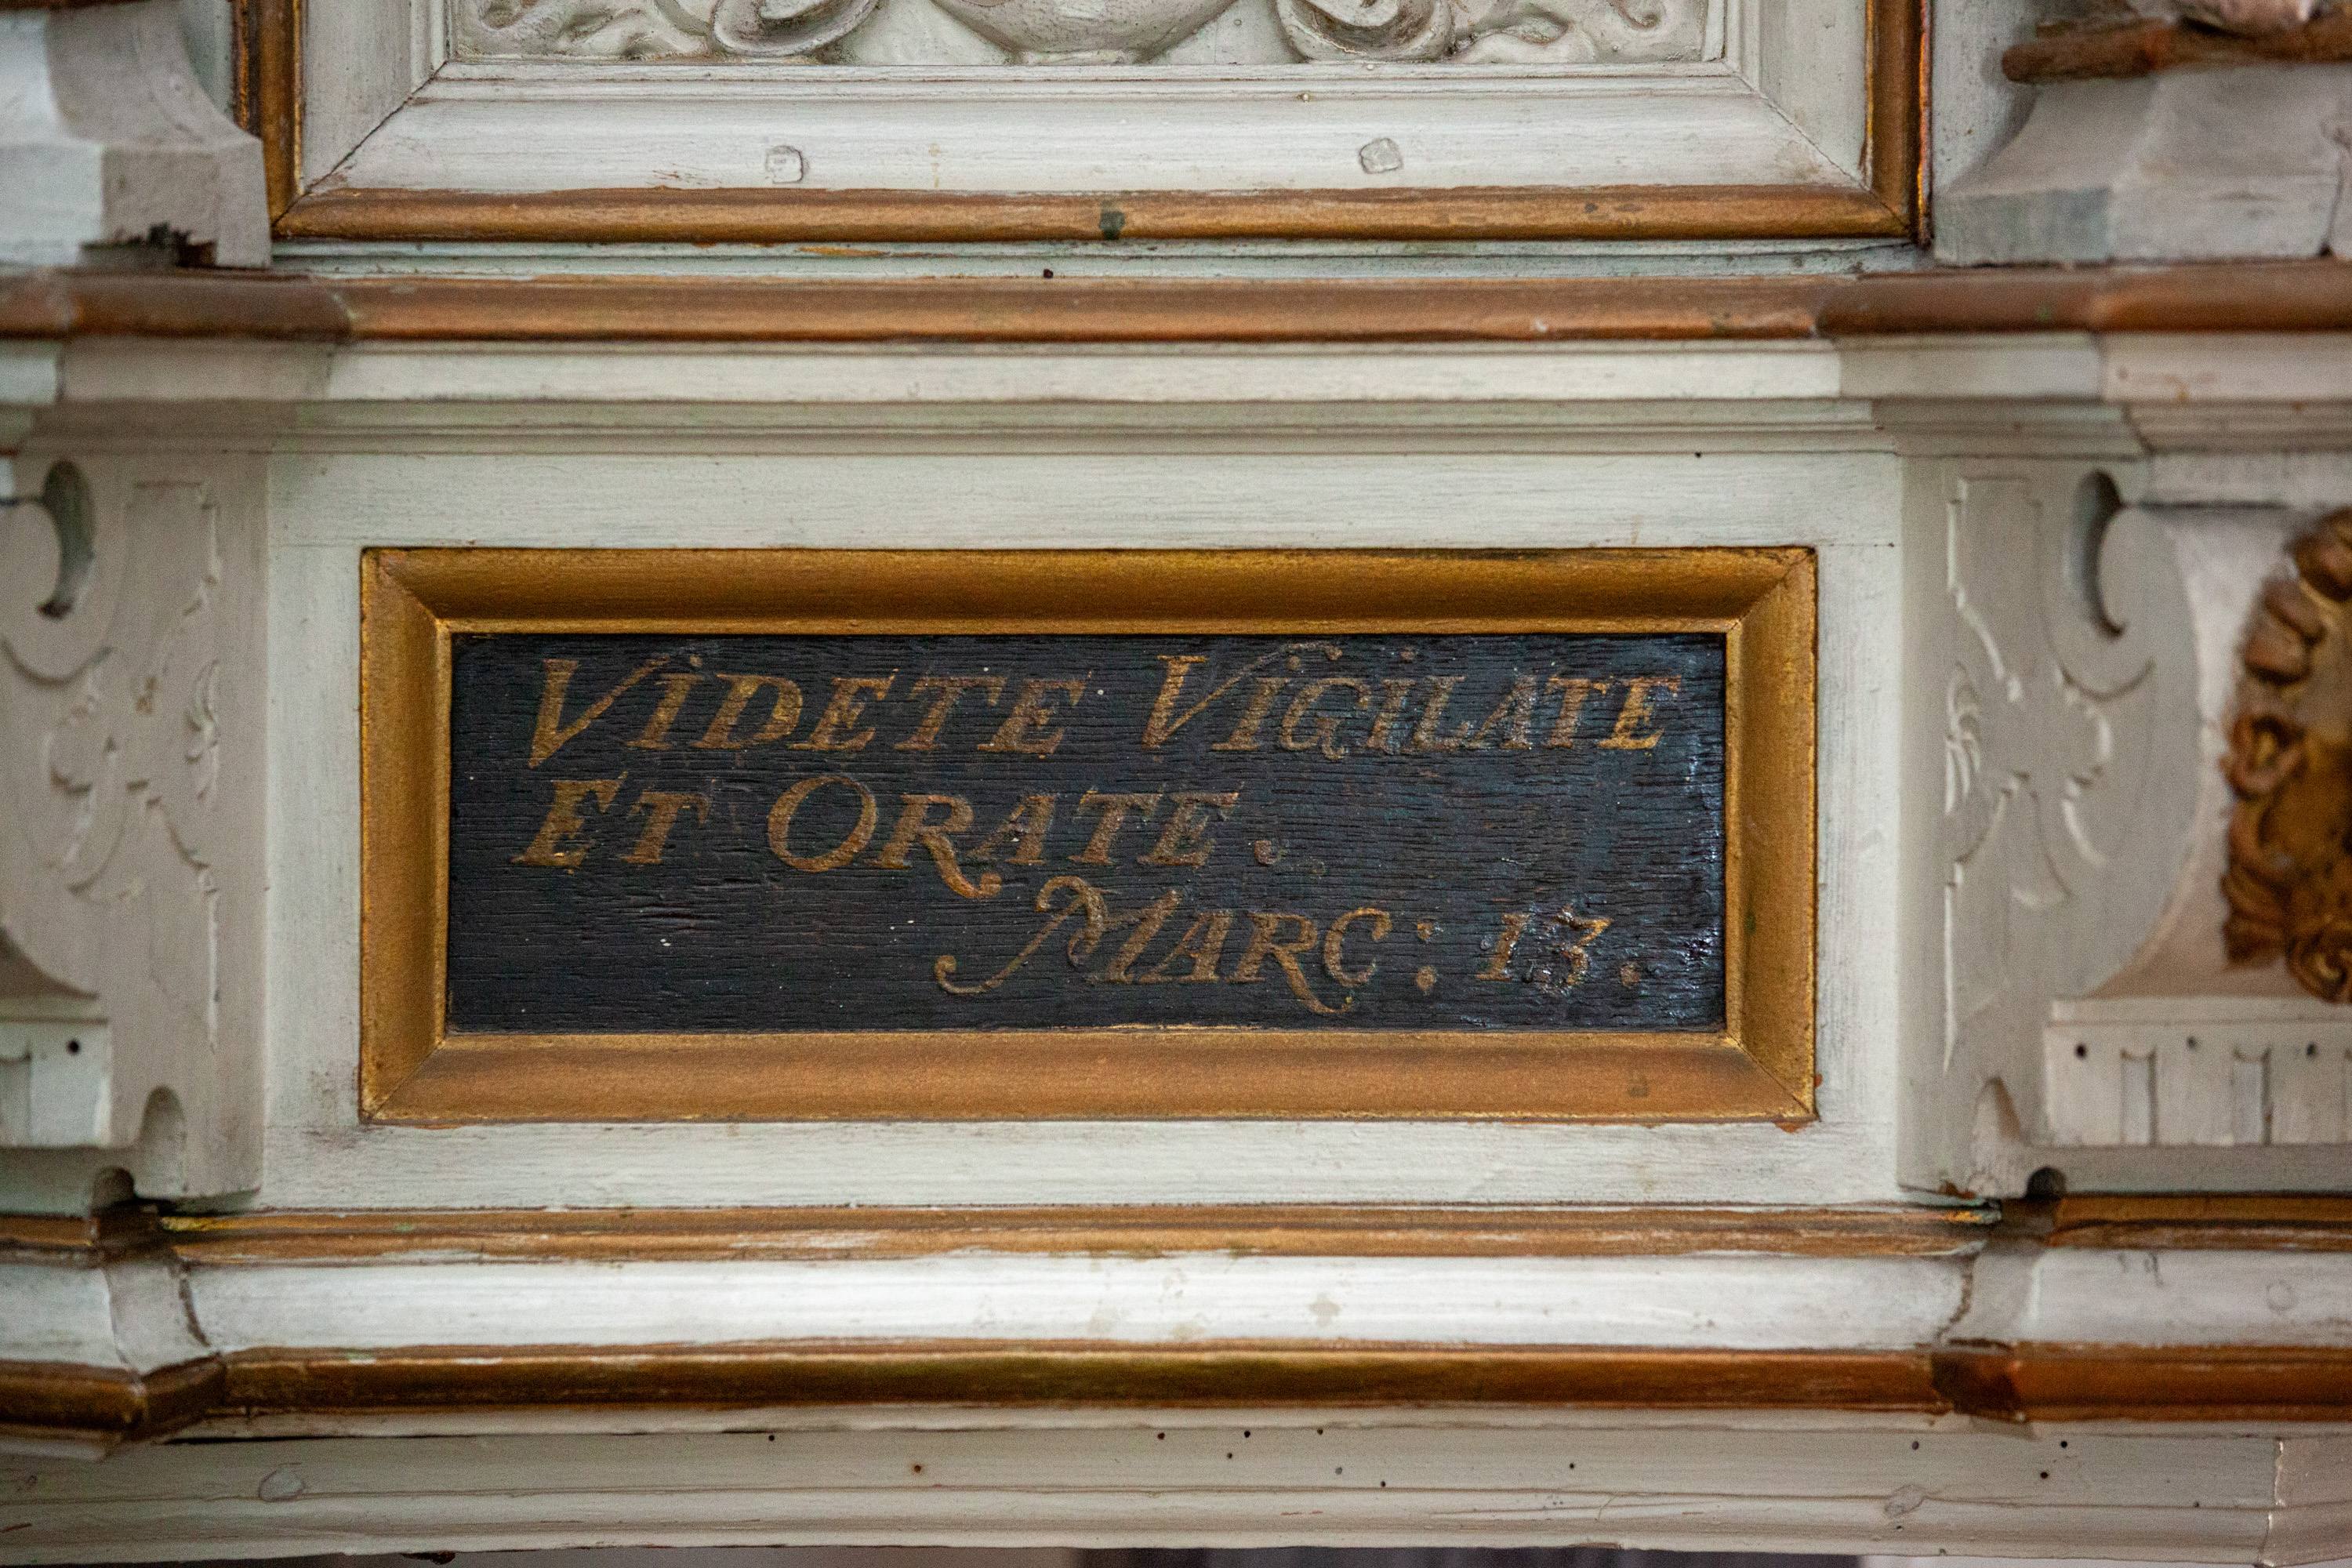 VIDETE VIGILATE
ET ORATE.
MARC: 13.